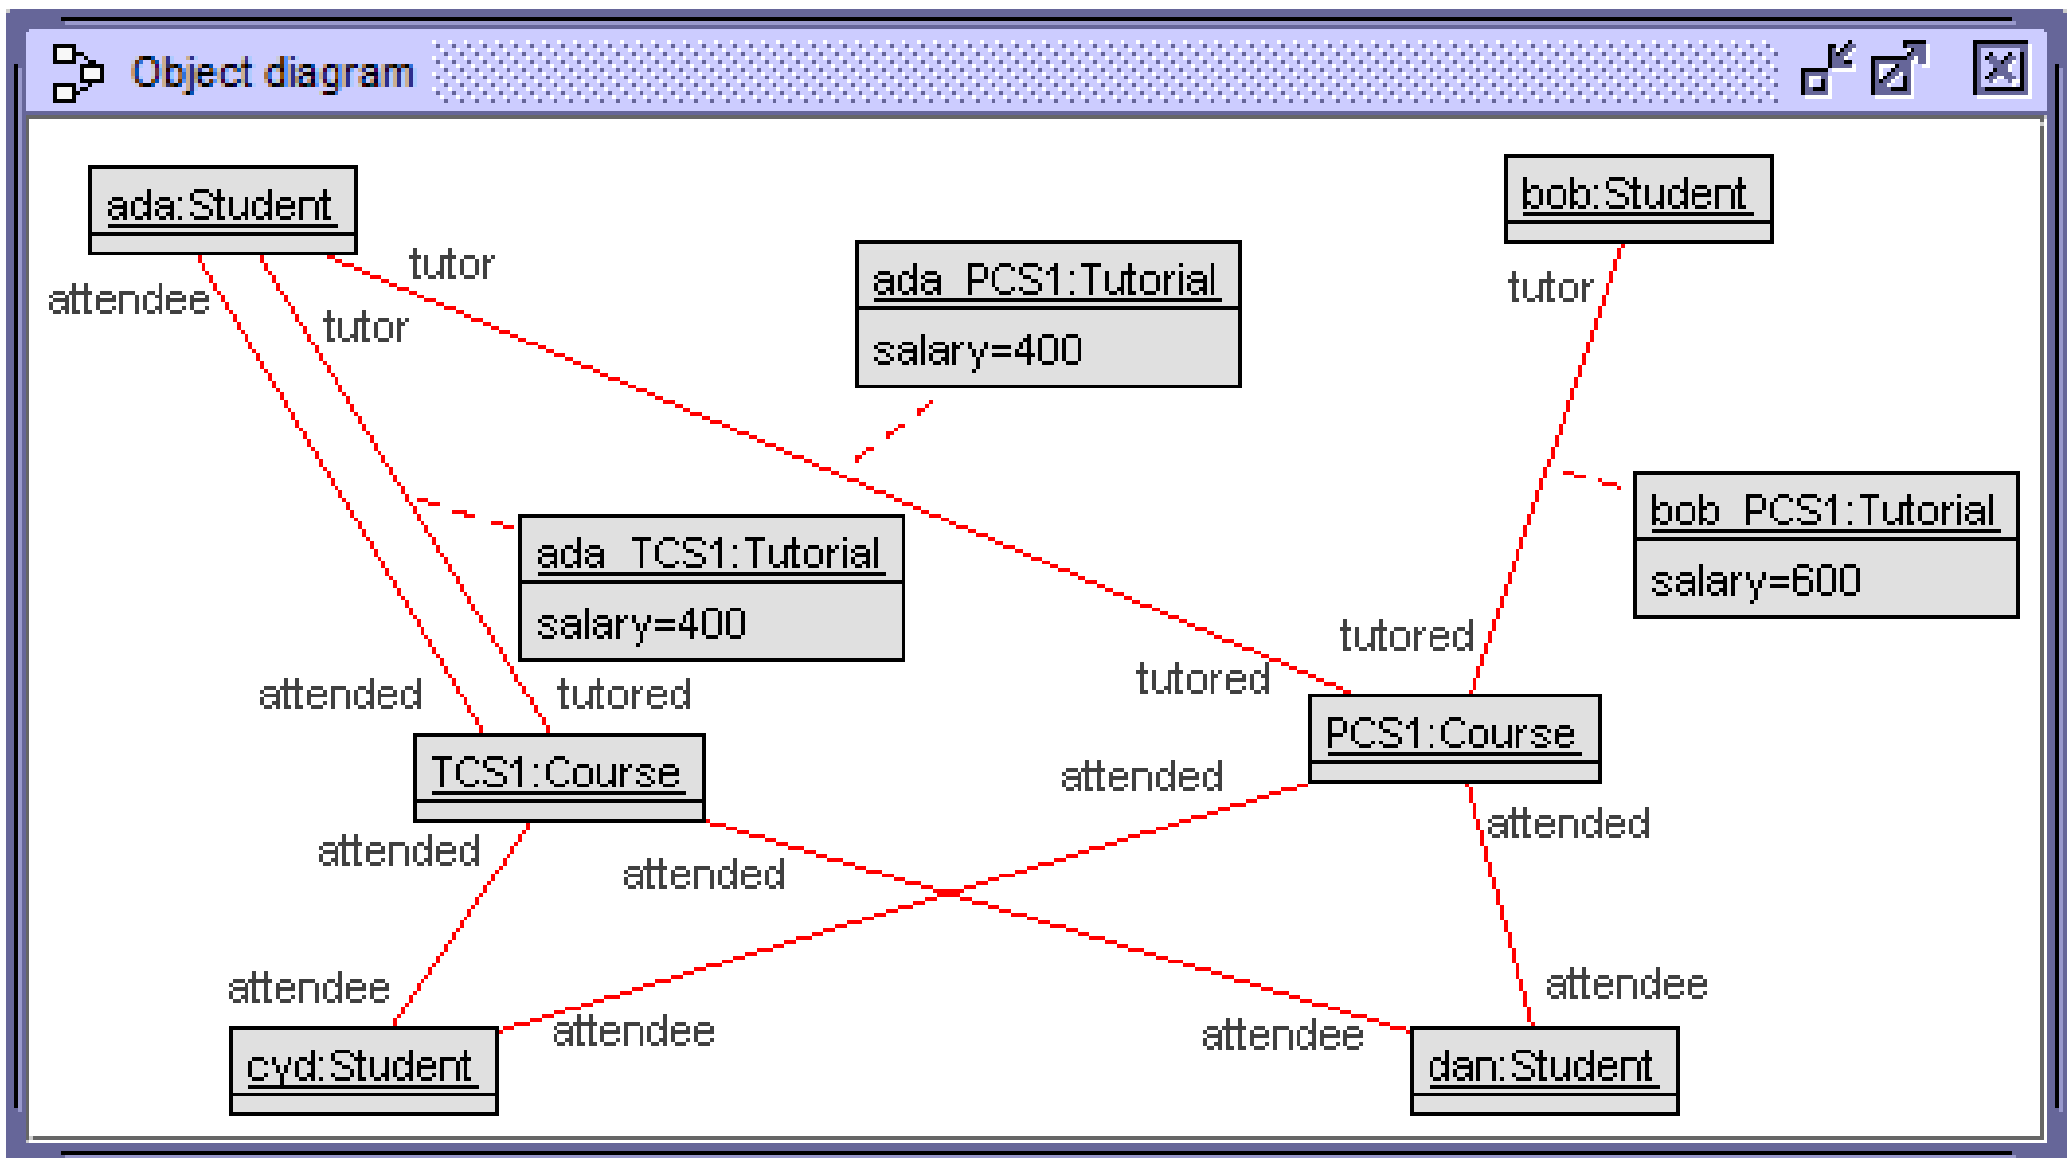 Object diagram
ada:Student
bob:Student
tutor
ada_PCS1:Tutorial
salary=400
attendee
tutor
tutor
bob_PCS1:Tutorial
salary=600
ada_TCS1:Tutorial
salary=400
tutored
tutored
attended
tutored
PCS1:Course
TCS1:Course
attended
attended
attended
attended
attendee
attendee
attendee
attendee
cyd:Student
dan:Student